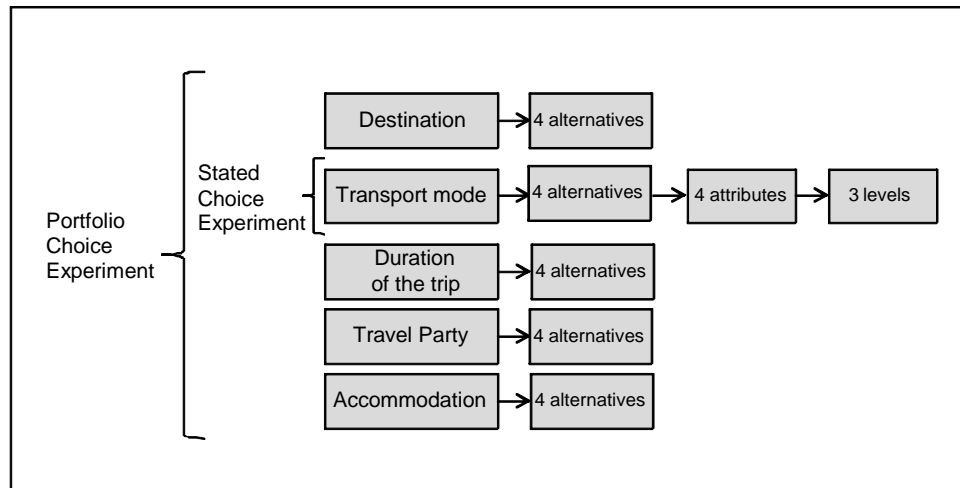 Portfolio
Choice
Experiment
Stated
Choice
Experiment
Destination
4 alternatives
Transport mode
4 alternatives
4 attributes
3 levels
Duration
of the trip
4 alternatives
Travel Party
4 alternatives
Accommodation
4 alternatives